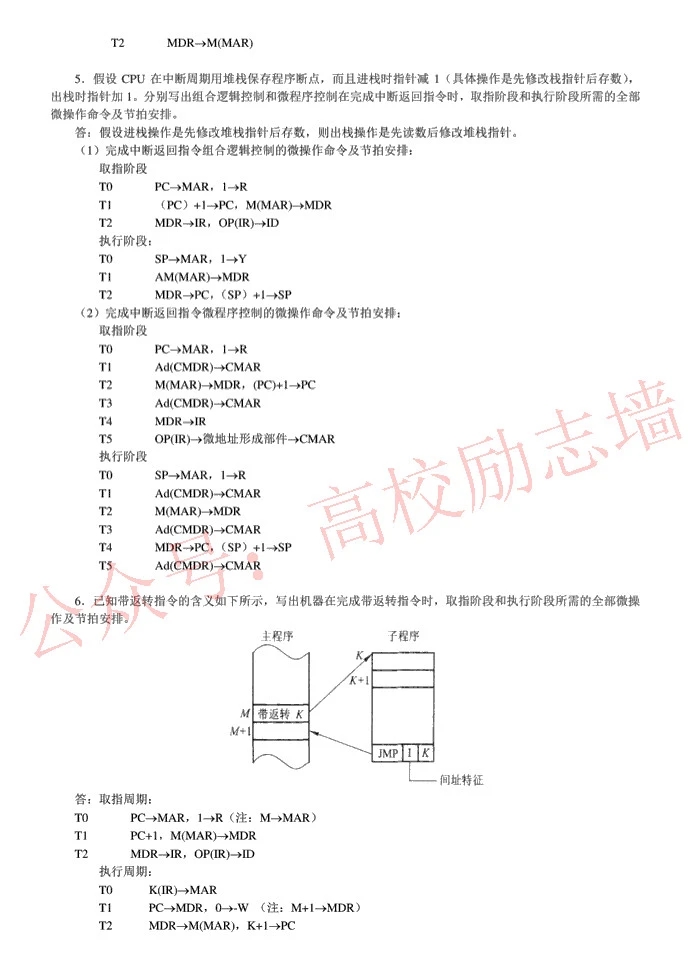 T2 MDR→M(MAR)
5．假设 CPU 在中断周期用堆栈保存程序断点，而且进栈时指针减 1（具体操作是先修改栈指针后存数），
出栈时指针加 1。分别写出组合逻辑控制和微程序控制在完成中断返回指令时，取指阶段和执行阶段所需的全部
微操作命令及节拍安排。
答：假设进栈操作是先修改堆栈指针后存数，则出栈操作是先读数后修改堆栈指针。
（1）完成中断返回指令组合逻辑控制的微操作命令及节拍安排：
取指阶段
T0 PC→MAR，1→R
T1 （PC）+1→PC，M(MAR)→MDR
T2 MDR→IR，OP(IR)→ID
执行阶段：
T0 SP→MAR，1→Y
T1 AM(MAR)→MDR
T2 MDR→PC，（SP）+1→SP
（2）完成中断返回指令微程序控制的微操作命令及节拍安排：
取指阶段
T0 PC→MAR，1→R
T1 Ad(CMDR)→CMAR
T2 M(MAR)→MDR，(PC)+1→PC
T3 Ad(CMDR)→CMAR
T4 MDR→IR
T5 OP(IR)→微地址形成部件→CMAR
执行阶段
T0 SP→MAR，1→R
T1 Ad(CMDR)→CMAR
T2 M(MAR)→MDR
T3 Ad(CMDR)→CMAR
T4 MDR→PC，（SP）+1→SP
T5 Ad(CMDR)→CMAR
公众号：高校励志墙
6．已知带返转指令的含义如下所示，写出机器在完成带返转指令时，取指阶段和执行阶段所需的全部微操
作及节拍安排。
主程序 子程序
K
K+1
M 带返转 K
M+1
JMP I K
间址特征
答：取指周期：
T0 PC→MAR，1→R（注：M→MAR）
T1 PC+1，M(MAR)→MDR
T2 MDR→IR，OP(IR)→ID
执行周期：
T0 K(IR)→MAR
T1 PC→MDR，0→-W （注：M+1→MDR）
T2 MDR→M(MAR)，K+1→PC